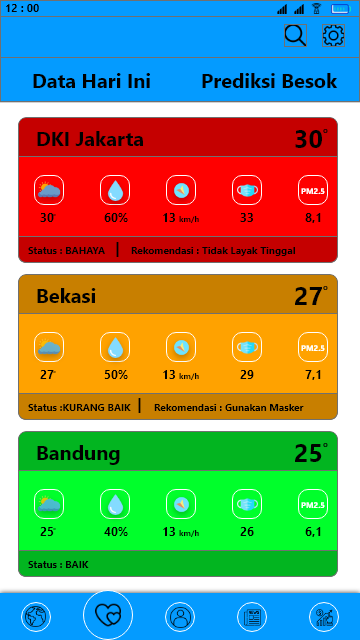 12 : 00
Data Hari Ini Prediksi Besok
DKI Jakarta 30°
PM2.5
30° 60% 13 km/h 33 8,1
Status : BAHAYA | Rekomendasi : Tidak Layak Tinggal
Bekasi 27°
PM2.5
27° 50% 13 km/h 29 7,1
Status :KURANG BAIK | Rekomendasi : Gunakan Masker
Bandung 25°
PM2.5
25° 40% 13 km/h 26 6,1
Status : BAIK
NEWS